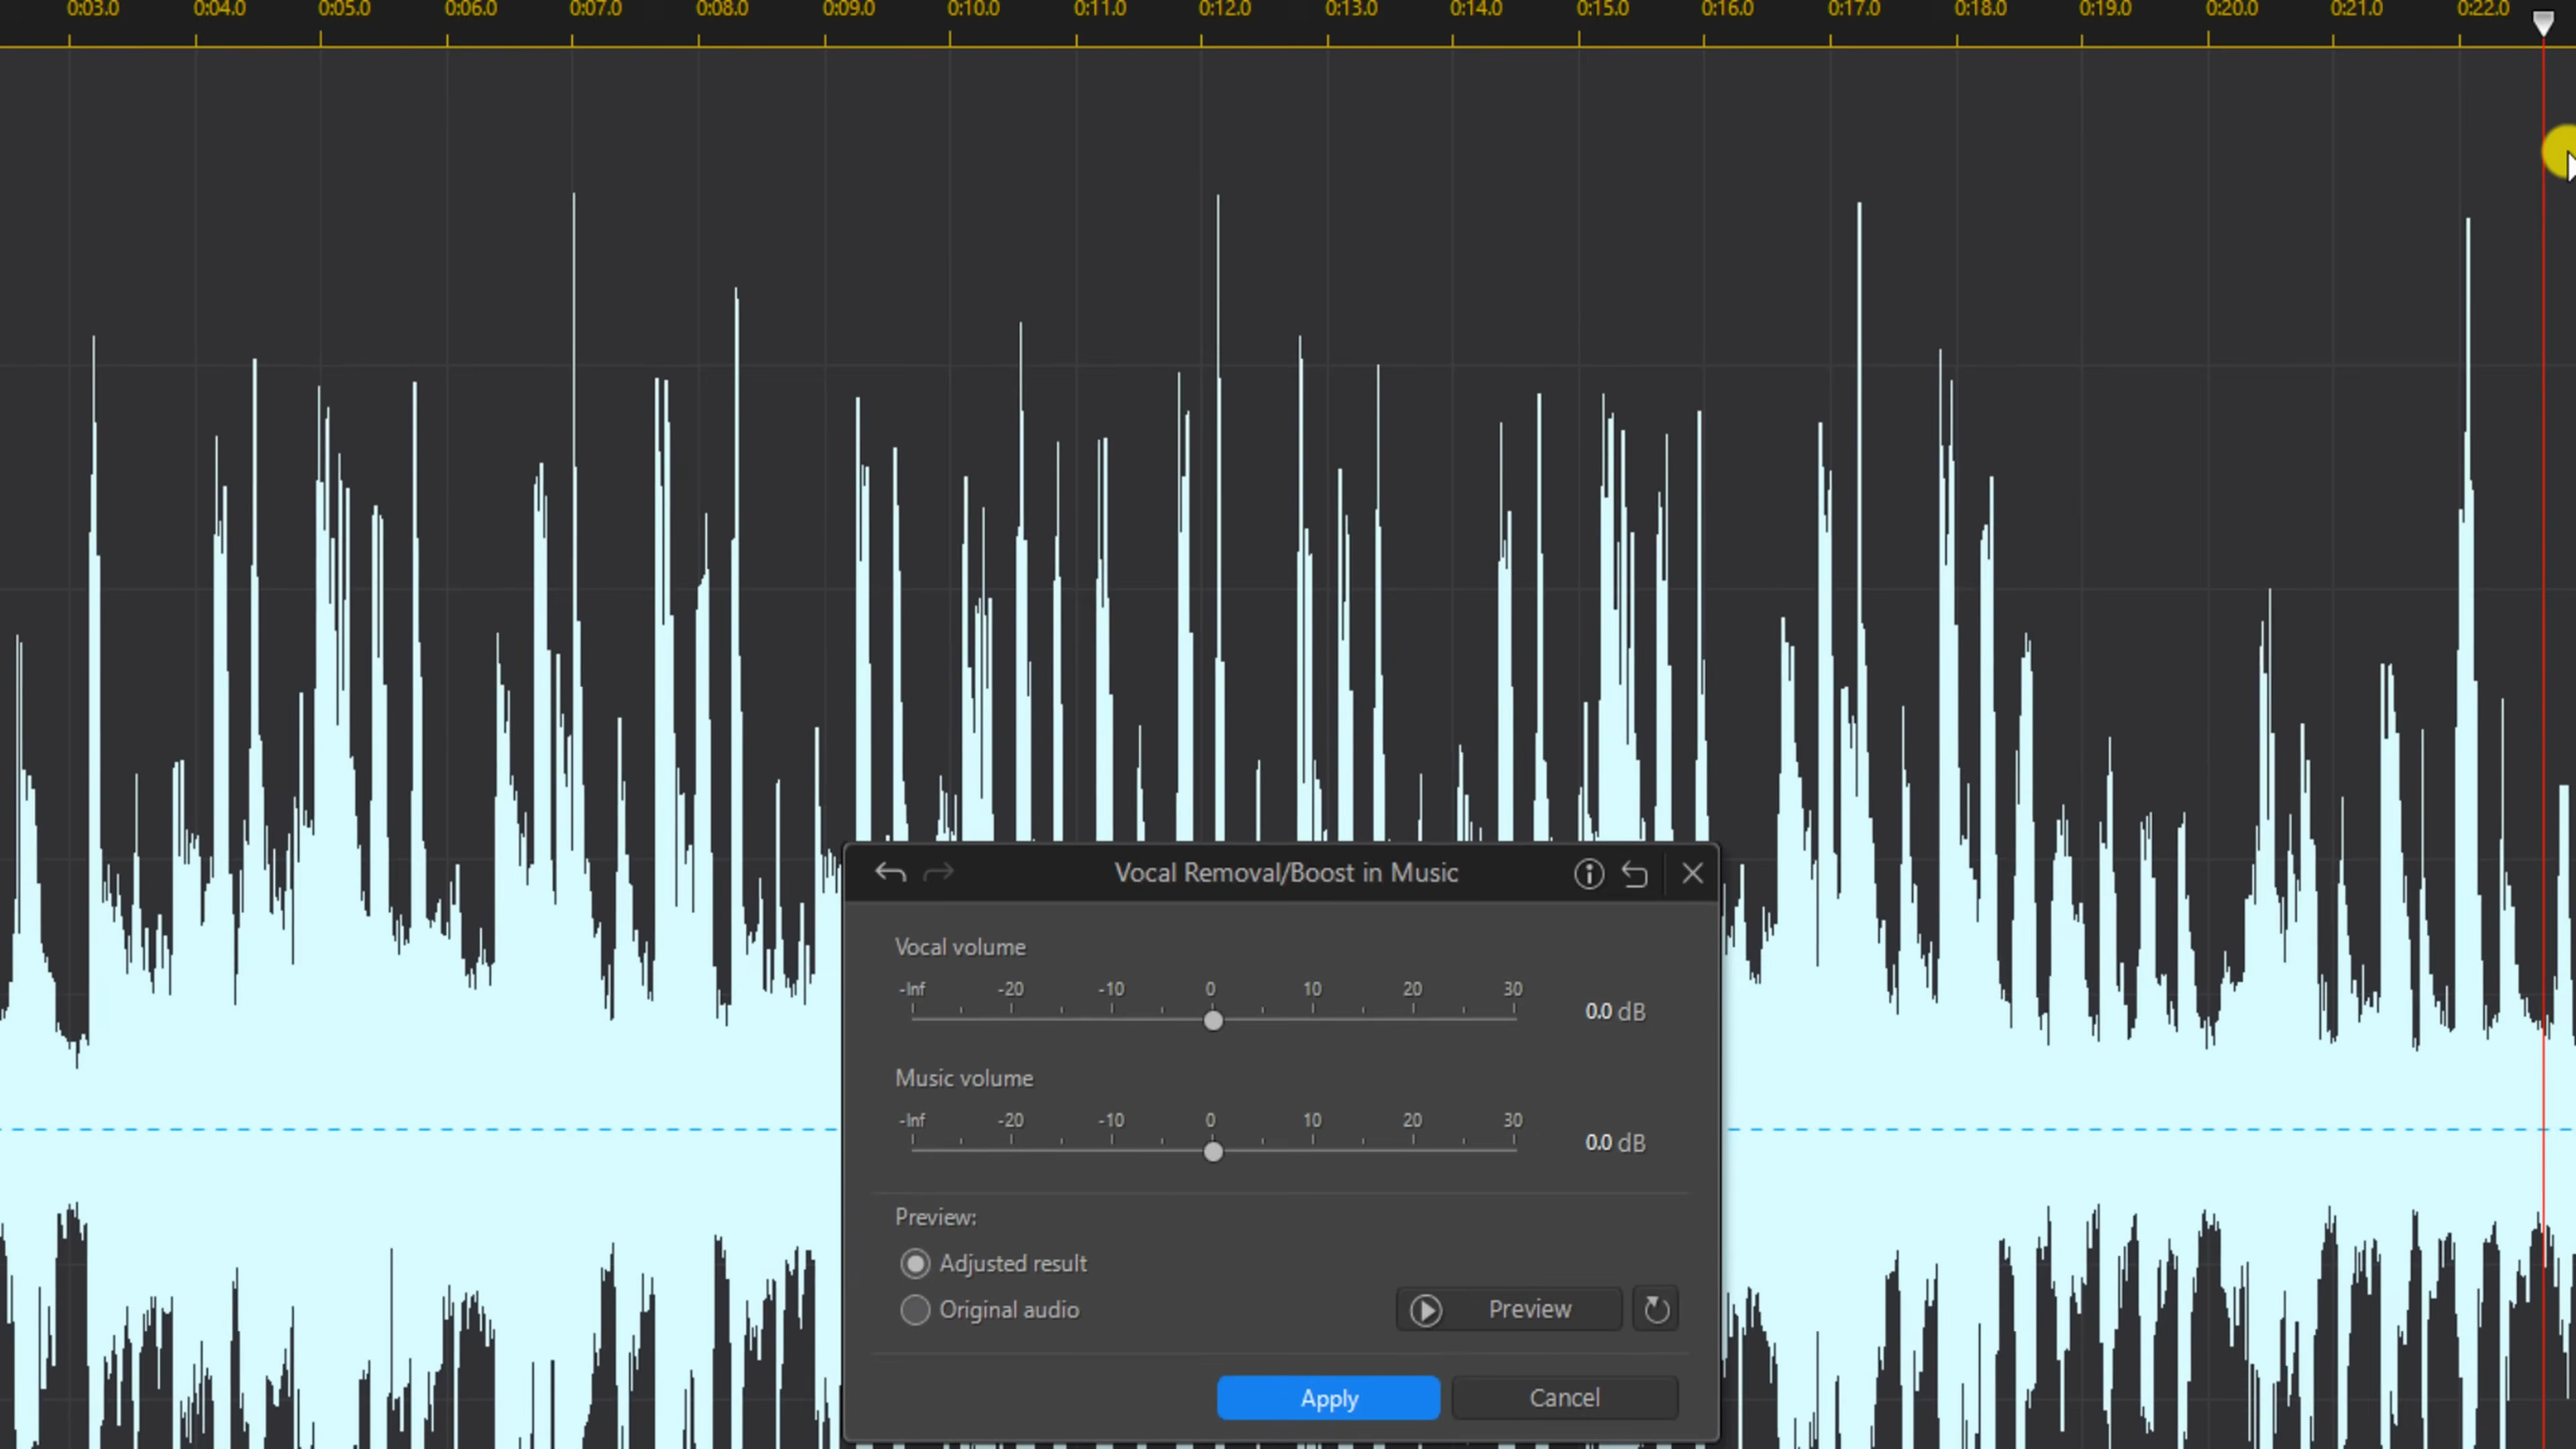 0:03.0 0:04.0 0:05.0 0:06.0 0:07.0 0:08.0 0:09.0 0:10.0 0:11.0 0:12.0 0:13.0 0:14.0 0:15.0 0:16.0 0:17.0 0:18.0 0:19.0 0:20.0 0:21.0 0:22.0
Vocal Removal/Boost in Music
Vocal volume
-Inf -20 -10 0 10 20 30
0.0 dB
Music volume
-Inf -20 -10 0 10 20 30
0.0 dB
Preview:
Adjusted result
Original audio
Preview
Apply Cancel